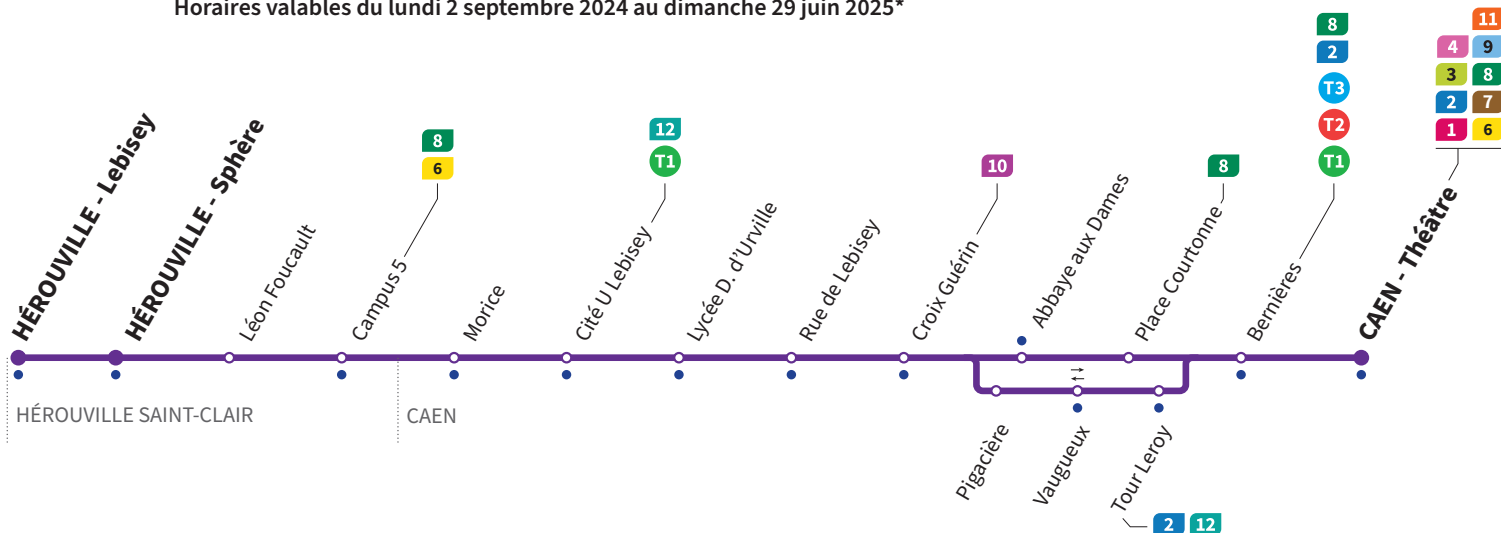 Horaires valables du lundi 2 septembre 2024 au dimanche 29 juin 2025*
HÉROUVILLE - Lebisey
HÉROUVILLE - Sphère
Léon Foucault
Campus 5
8
6
Morice
Cité U Lebisey
12
T1
Lycée D. d'Urville
Rue de Lebisey
Croix Guérin
10
Abbaye aux Dames
Place Courtonne
8
Bernières
8
2
T3
T2
T1
CAEN - Théâtre
11
4 9
3 8
2 7
1 6
HÉROUVILLE SAINT-CLAIR
CAEN
Pigacière
Vaugueux
Tour Leroy
2 12